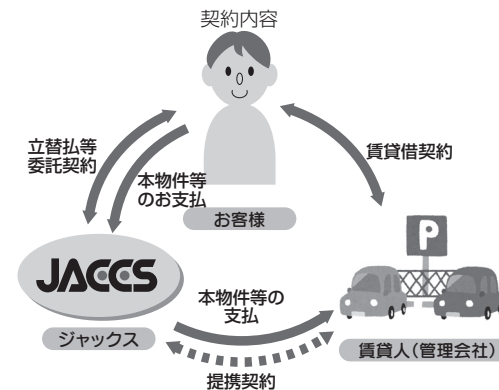 契約内容
立替払等
委託契約
本物件等
のお支払
賃貸借契約
お客様
P
JACCS
ジャックス
本物件等の
支払
賃貸人(管理会社)
提携契約